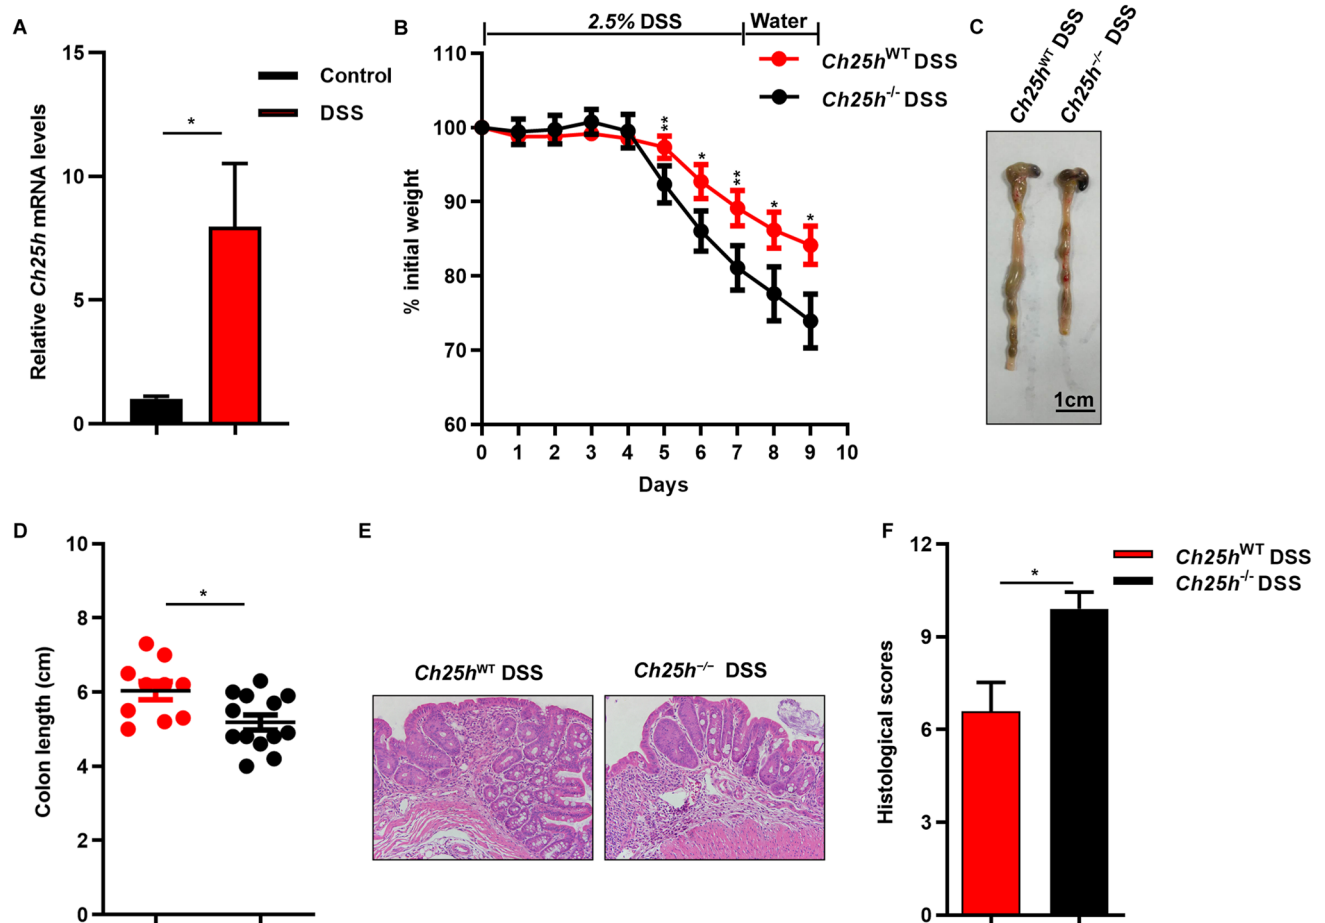 A
15
10
5
0
Relative Ch25h mRNA levels
*
Control
DSS
B
2.5% DSS
Water
110
100
90
80
70
60
% initial weight
Ch25hWT DSS
Ch25h-/- DSS
**
*
**
*
*
0 1 2 3 4 5 6 7 8 9 10
Days
C
Ch25hWT DSS
Ch25h−/− DSS
1cm
D
10
8
6
4
2
0
Colon length (cm)
*
E
Ch25hWT DSS
Ch25h−/− DSS
F
12
9
6
3
0
Histological scores
*
Ch25hWT DSS
Ch25h-/- DSS